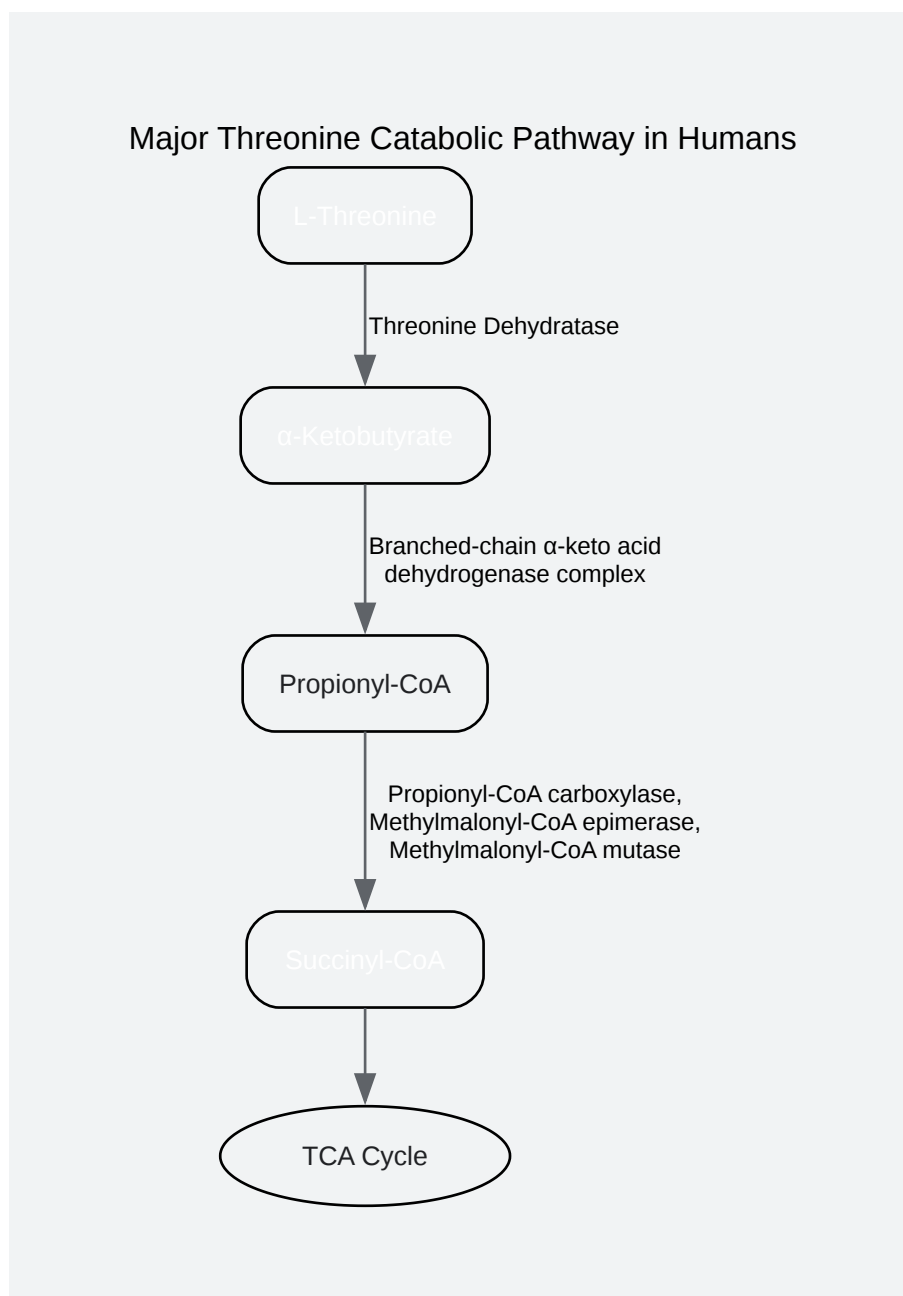 Major Threonine Catabolic Pathway in Humans
L-Threonine
Threonine Dehydratase
α-Ketobutyrate
Branched-chain α-keto acid
dehydrogenase complex
Propionyl-CoA
Propionyl-CoA carboxylase,
Methylmalonyl-CoA epimerase,
Methylmalonyl-CoA mutase
Succinyl-CoA
TCA Cycle